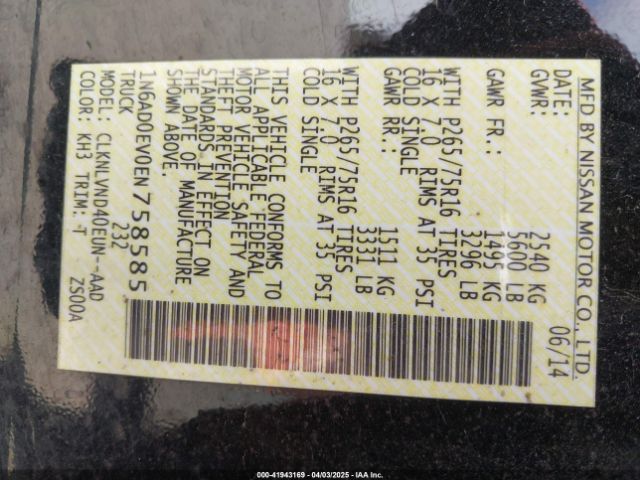 MFD BY NISSAN MOTOR CO., LTD.
DATE: 06/14
GVWR: 2540 KG
5600 LB
GAWR FR.: 1493 KG
3296 LB
WITH P265/75R16 TIRES
16 X 7.0 RIMS AT 35 PSI
COLD SINGLE
GAWR RR.: 1511 KG
3331 LB
WITH P265/75R16 TIRES
16 X 7.0 RIMS AT 35 PSI
COLD SINGLE
THIS VEHICLE CONFORMS TO
ALL APPLICABLE FEDERAL
MOTOR VEHICLE SAFETY AND
THEFT PREVENTION
STANDARDS IN EFFECT ON
THE DATE OF MANUFACTURE
SHOWN ABOVE.
1N6AD0EV0EN758585
TRUCK 232
MODEL: CLKNLVND40EUN--AAD
COLOR: KH3 TRIM: -T Z500A
000-41943169 - 04/03/2025 - IAA Inc.